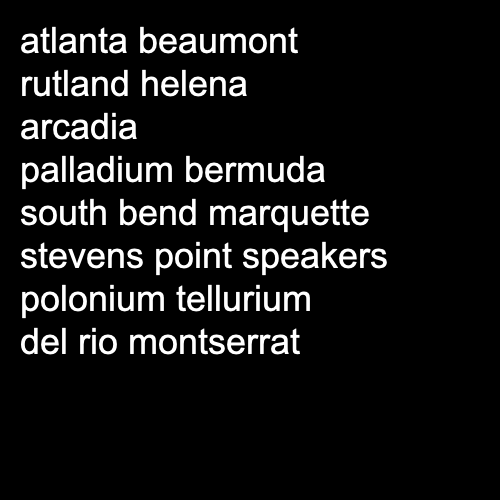 atlanta beaumont
rutland helena
arcadia
palladium bermuda
south bend marquette
stevens point speakers
polonium tellurium
del rio montserrat